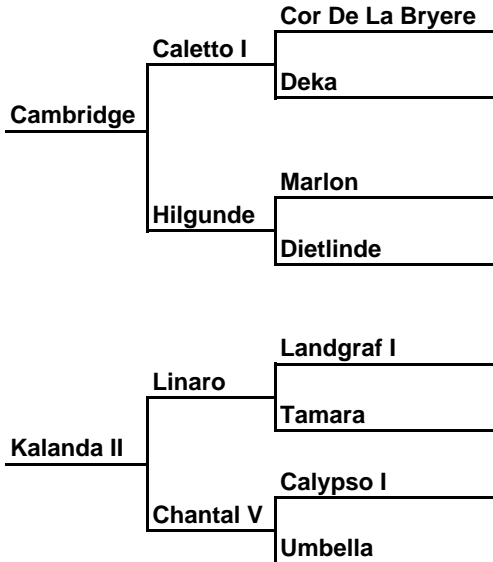 Cor De La Bryere
Caletto I
Deka
Cambridge
Marlon
Hilgunde
Dietlinde
Landgraf I
Linaro
Tamara
Kalanda II
Calypso I
Chantal V
Umbella